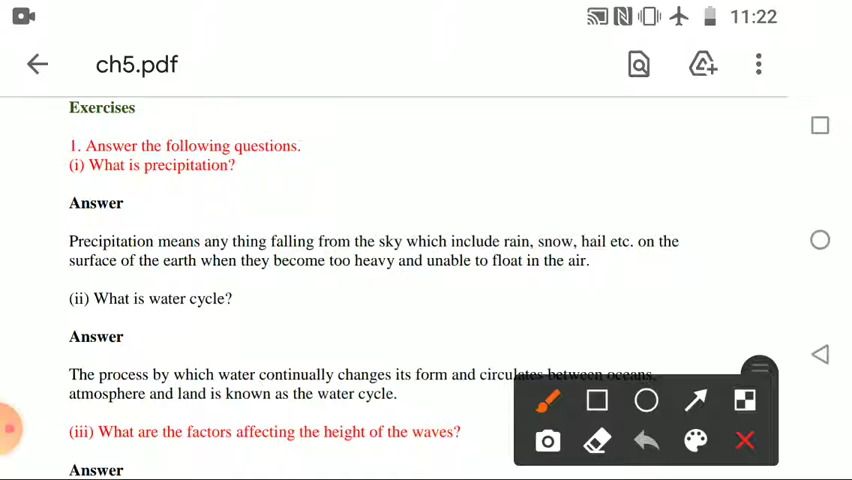 11:22
ch5.pdf
Exercises
1. Answer the following questions.
(i) What is precipitation?
Answer
Precipitation means any thing falling from the sky which include rain, snow, hail etc. on the
surface of the earth when they become too heavy and unable to float in the air.
(ii) What is water cycle?
Answer
The process by which water continually changes its form and circulates between oceans,
atmosphere and land is known as the water cycle.
(iii) What are the factors affecting the height of the waves?
Answer